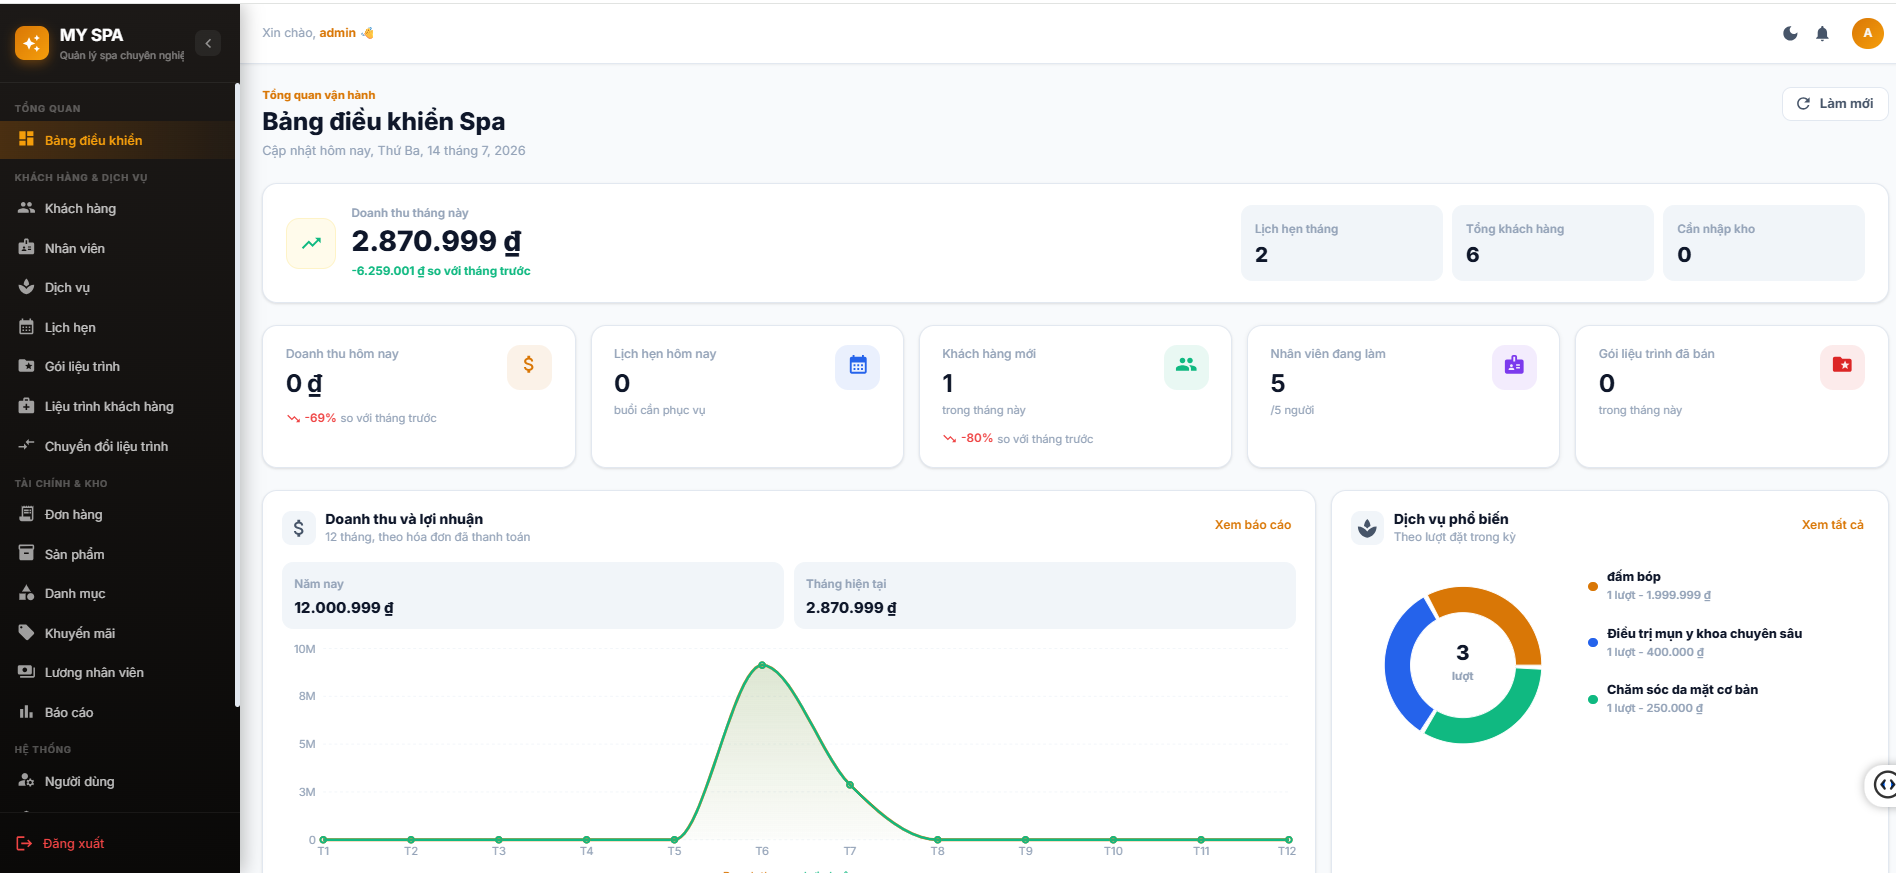 MY SPA
Quản lý spa chuyên nghiệ
TỔNG QUAN
Bảng điều khiển
KHÁCH HÀNG & DỊCH VỤ
Khách hàng
Nhân viên
Dịch vụ
Lịch hẹn
Gói liệu trình
Liệu trình khách hàng
Chuyển đổi liệu trình
TÀI CHÍNH & KHO
Đơn hàng
Sản phẩm
Danh mục
Khuyến mãi
Lương nhân viên
Báo cáo
HỆ THỐNG
Người dùng
Đăng xuất
Xin chào, admin 👋
A
Tổng quan vận hành
Bảng điều khiển Spa
Cập nhật hôm nay, Thứ Ba, 14 tháng 7, 2026
Làm mới
Doanh thu tháng này
2.870.999 ₫
-6.259.001 ₫ so với tháng trước
Lịch hẹn tháng
2
Tổng khách hàng
6
Cần nhập kho
0
Doanh thu hôm nay
0 ₫
-69% so với tháng trước
Lịch hẹn hôm nay
0
buổi cần phục vụ
Khách hàng mới
1
trong tháng này
-80% so với tháng trước
Nhân viên đang làm
5
/5 người
Gói liệu trình đã bán
0
trong tháng này
Doanh thu và lợi nhuận
12 tháng, theo hóa đơn đã thanh toán
Xem báo cáo
Năm nay
12.000.999 ₫
Tháng hiện tại
2.870.999 ₫
10M
8M
5M
3M
0
T1 T2 T3 T4 T5 T6 T7 T8 T9 T10 T11 T12
Dịch vụ phổ biến
Theo lượt đặt trong kỳ
Xem tất cả
3
lượt
đấm bóp
1 lượt - 1.999.999 ₫
Điều trị mụn y khoa chuyên sâu
1 lượt - 400.000 ₫
Chăm sóc da mặt cơ bản
1 lượt - 250.000 ₫